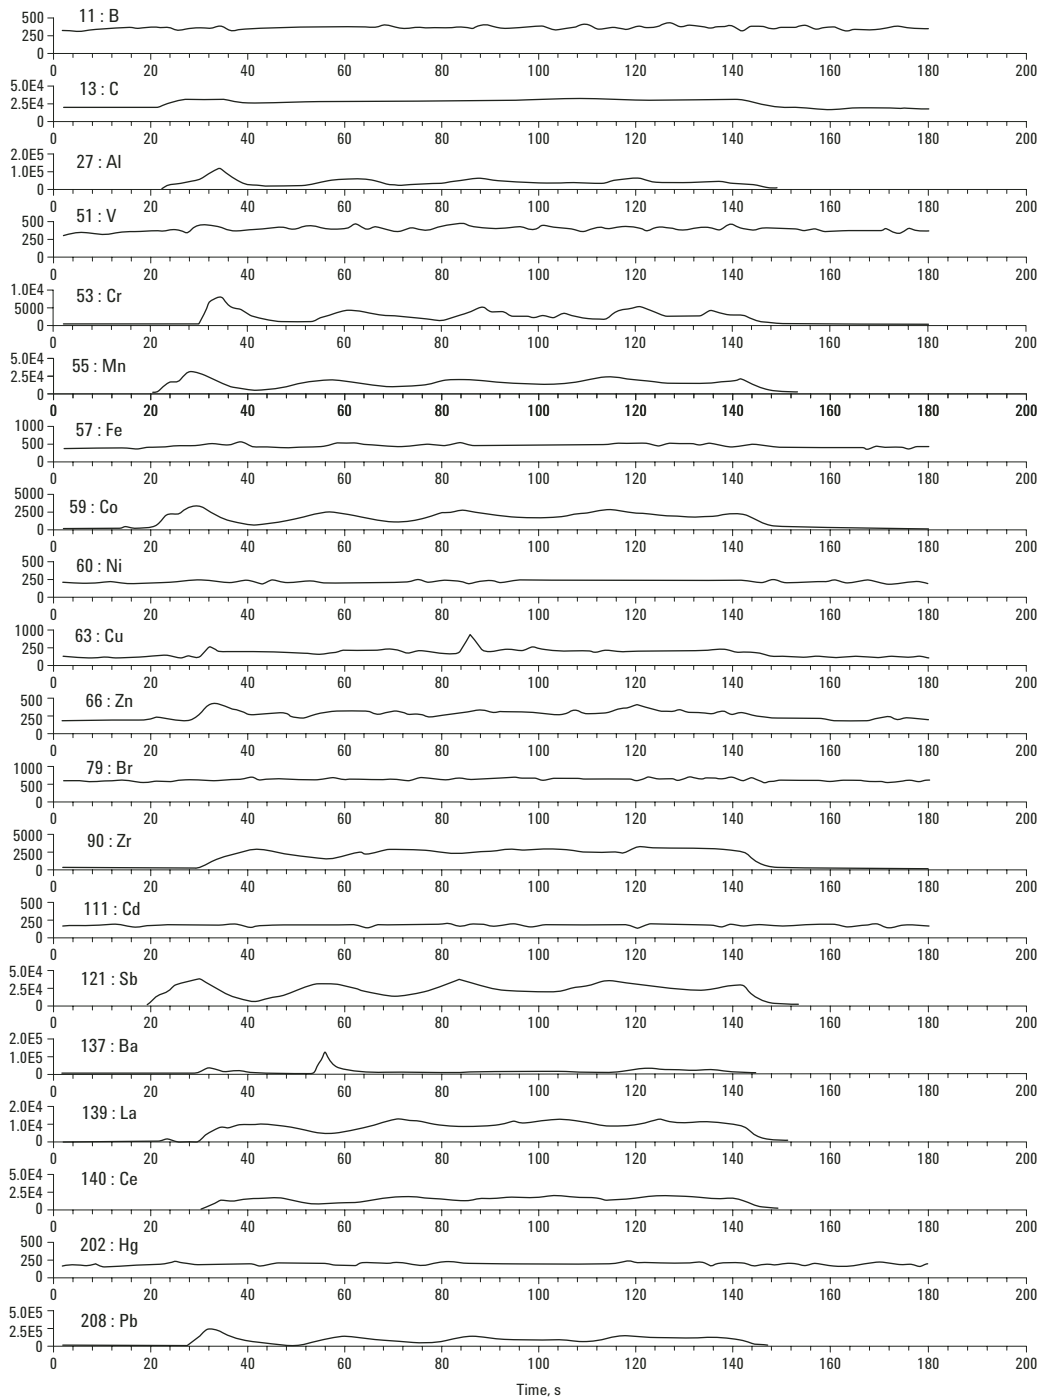 11 : B
500
250
0
0 20 40 60 80 100 120 140 160 180 200
13 : C
5.0E4
2.5E4
0
0 20 40 60 80 100 120 140 160 180 200
27 : Al
2.0E5
1.0E5
0
0 20 40 60 80 100 120 140 160 180 200
51 : V
500
250
0
0 20 40 60 80 100 120 140 160 180 200
53 : Cr
1.0E4
5000
0
0 20 40 60 80 100 120 140 160 180 200
55 : Mn
5.0E4
2.5E4
0
0 20 40 60 80 100 120 140 160 180 200
57 : Fe
1000
500
0
0 20 40 60 80 100 120 140 160 180 200
59 : Co
5000
2500
0
0 20 40 60 80 100 120 140 160 180 200
60 : Ni
500
250
0
0 20 40 60 80 100 120 140 160 180 200
63 : Cu
1000
250
0
0 20 40 60 80 100 120 140 160 180 200
66 : Zn
500
250
0
0 20 40 60 80 100 120 140 160 180 200
79 : Br
1000
500
0
0 20 40 60 80 100 120 140 160 180 200
90 : Zr
5000
2500
0
0 20 40 60 80 100 120 140 160 180 200
111 : Cd
500
250
0
0 20 40 60 80 100 120 140 160 180 200
121 : Sb
5.0E4
2.5E4
0
0 20 40 60 80 100 120 140 160 180 200
137 : Ba
2.0E5
1.0E5
0
0 20 40 60 80 100 120 140 160 180 200
139 : La
2.0E4
1.0E4
0
0 20 40 60 80 100 120 140 160 180 200
140 : Ce
5.0E4
2.5E4
0
0 20 40 60 80 100 120 140 160 180 200
202 : Hg
500
250
0
0 20 40 60 80 100 120 140 160 180 200
208 : Pb
5.0E5
2.5E5
0
0 20 40 60 80 100 120 140 160 180 200
Time, s